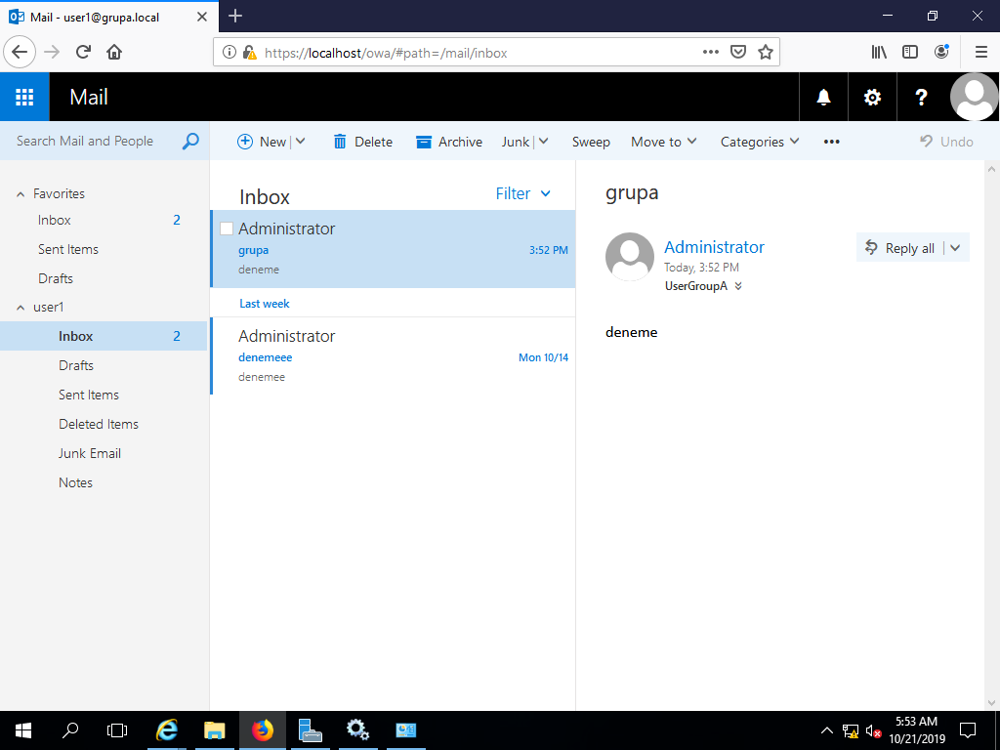 Mail - user1@grupa.local
https://localhost/owa/#path=/mail/inbox
Mail
Search Mail and People
New
Delete
Archive
Junk
Sweep
Move to
Categories
Undo
Favorites
Inbox 2
Sent Items
Drafts
user1
Inbox 2
Drafts
Sent Items
Deleted Items
Junk Email
Notes
Inbox
Filter
Administrator
grupa 3:52 PM
deneme
Last week
Administrator
denemeee Mon 10/14
denemee
grupa
Administrator
Today, 3:52 PM
UserGroupA
Reply all
deneme
5:53 AM
10/21/2019